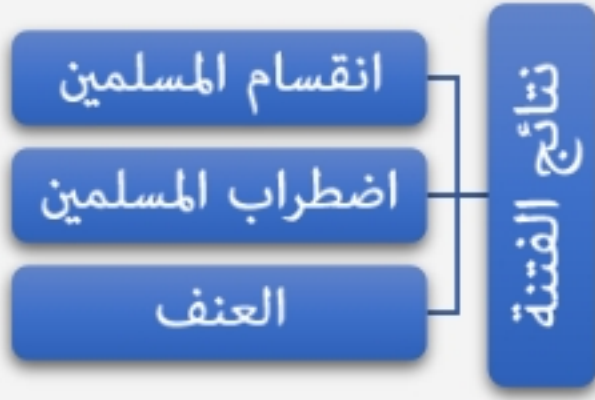 نتائج الفتنة
انقسام المسلمين
اضطراب المسلمين
العنف